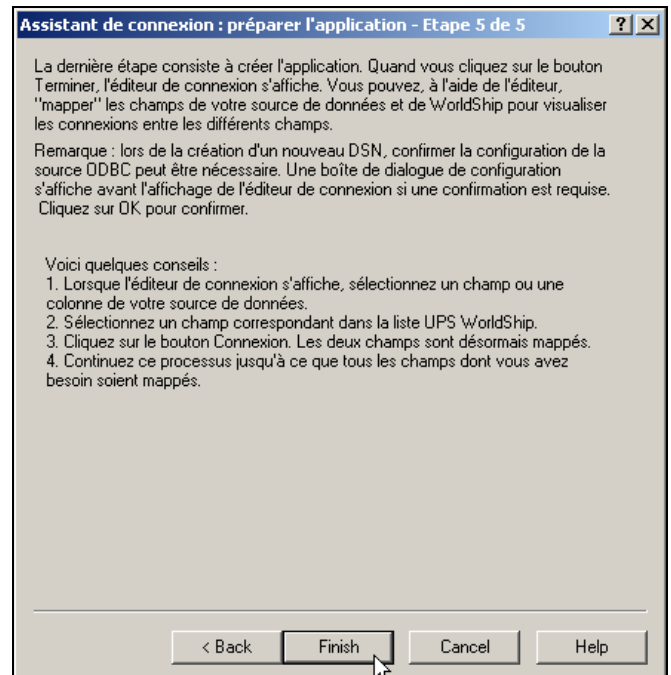 Assistant de connexion : préparer l'application - Etape 5 de 5
La dernière étape consiste à créer l'application. Quand vous cliquez sur le bouton
Terminer, l'éditeur de connexion s'affiche. Vous pouvez, à l'aide de l'éditeur,
"mapper" les champs de votre source de données et de WorldShip pour visualiser
les connexions entre les différents champs.
Remarque : lors de la création d'un nouveau DSN, confirmer la configuration de la
source ODBC peut être nécessaire. Une boîte de dialogue de configuration
s'affiche avant l'affichage de l'éditeur de connexion si une confirmation est requise.
Cliquez sur OK pour confirmer.
Voici quelques conseils :
1. Lorsque l'éditeur de connexion s'affiche, sélectionnez un champ ou une
colonne de votre source de données.
2. Sélectionnez un champ correspondant dans la liste UPS WorldShip.
3. Cliquez sur le bouton Connexion. Les deux champs sont désormais mappés.
4. Continuez ce processus jusqu'à ce que tous les champs dont vous avez
besoin soient mappés.
< Back Finish Cancel Help